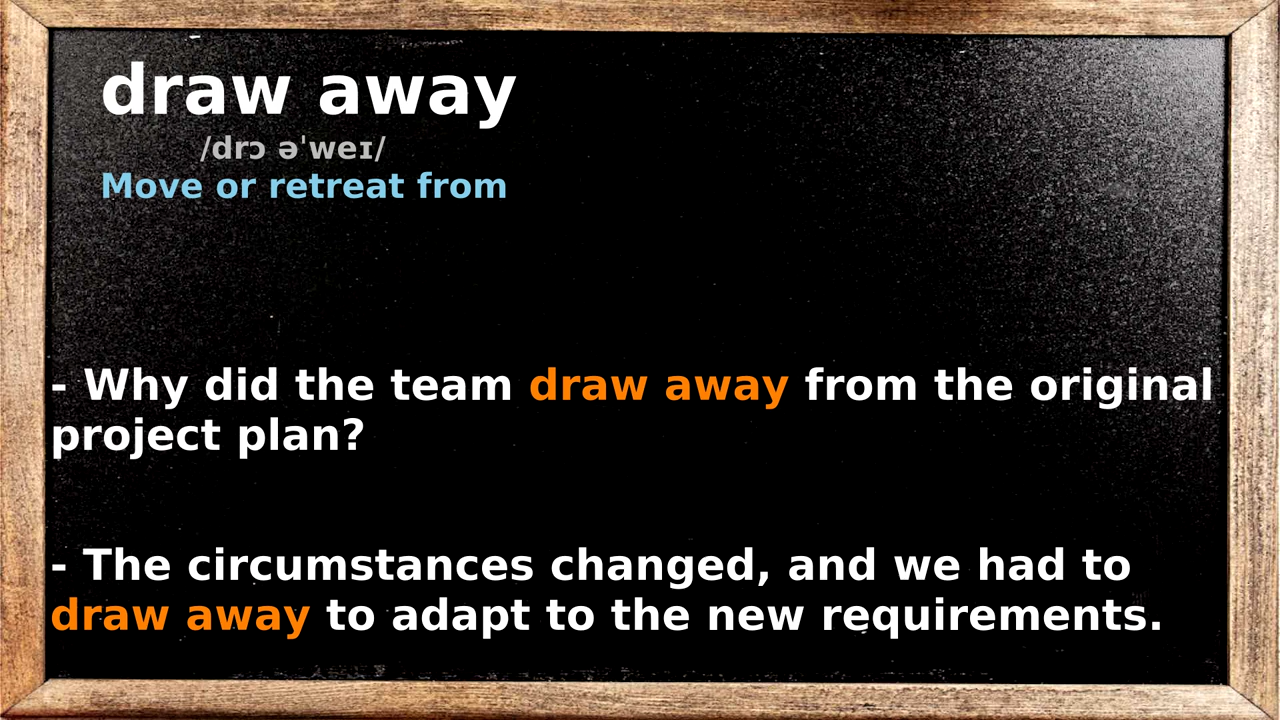 draw away
/drɔ əˈweɪ/
Move or retreat from
- Why did the team draw away from the original
project plan?
- The circumstances changed, and we had to
draw away to adapt to the new requirements.